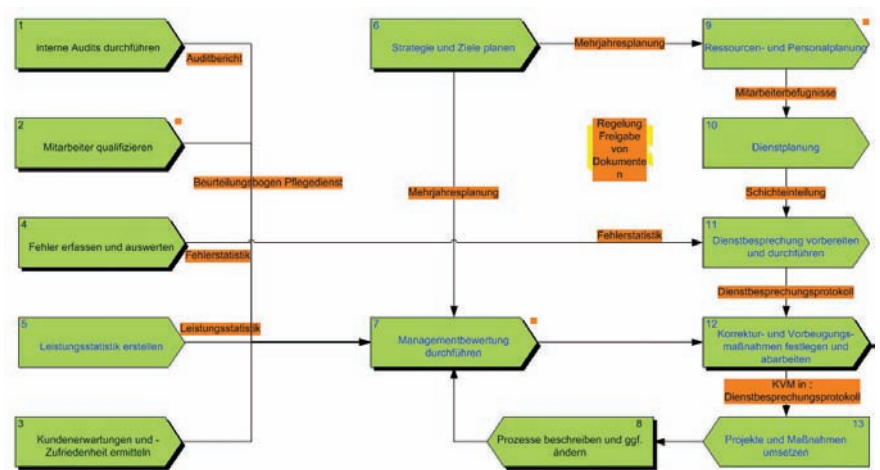 1
Interne Audits durchführen
Auditbericht
2
Mitarbeiter qualifizieren
Beurteilungsbogen Pflegedienst
4
Fehler erfassen und auswerten
Fehlerstatistik
5
Leistungsstatistik erstellen
Leistungsstatistik
3
Kundenerwartungen und -
Zufriedenheit ermitteln
6
Strategie und Ziele planen
Mehrjahresplanung
Mehrjahresplanung
Regelung
Freigabe
von
Dokumente
n
Fehlerstatistik
7
Managementbewertung
durchführen
8
Prozesse beschreiben und ggf.
ändern
9
Ressourcen- und Personalplanung
Mitarbeiterbefugnisse
10
Dienstplanung
Schichteinteilung
11
Dienstbesprechung vorbereiten
und durchführen
Dienstbesprechungsprotokoll
12
Korrektur- und Vorbeugungs-
maßnahmen festlegen und
abarbeiten
KVM in :
Dienstbesprechungsprotokoll
13
Projekte und Maßnahmen
umsetzen